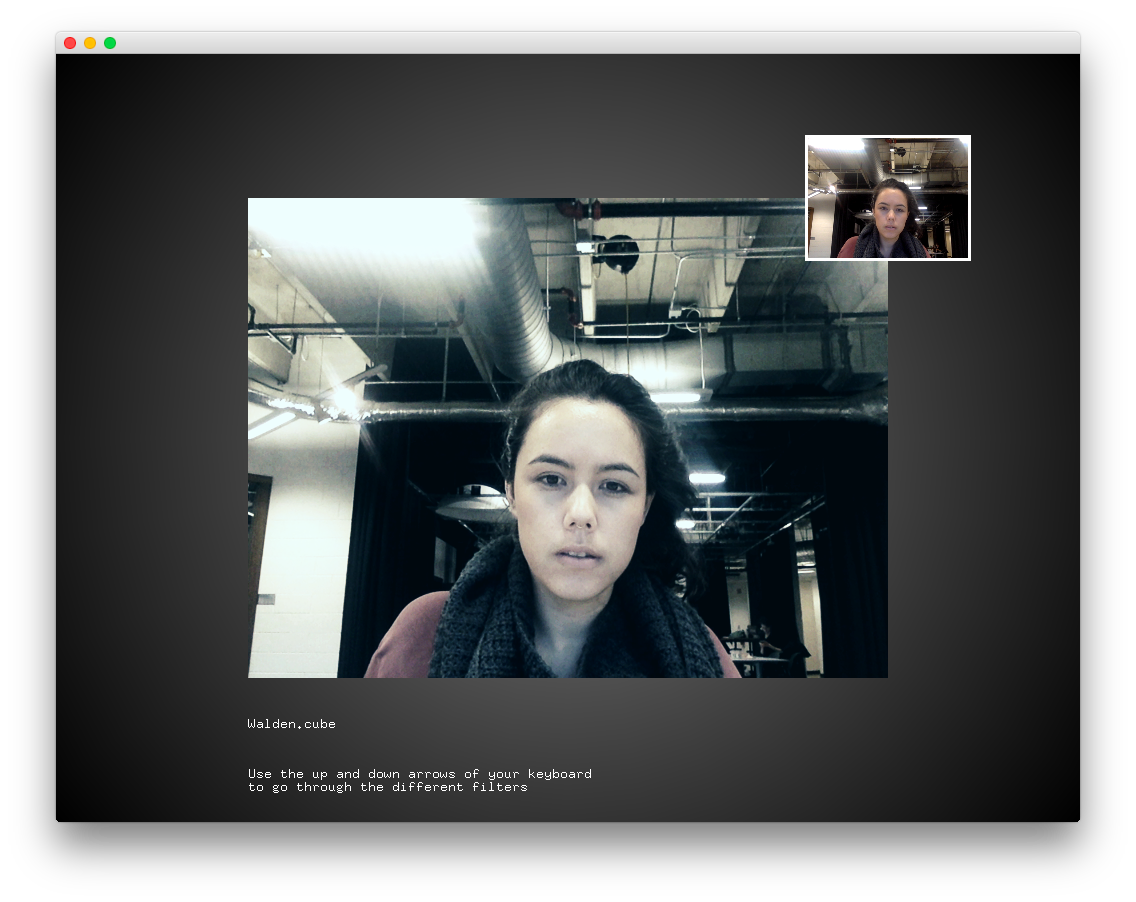 Walden.cube
Use the up and down arrows of your keyboard
to go through the different filters